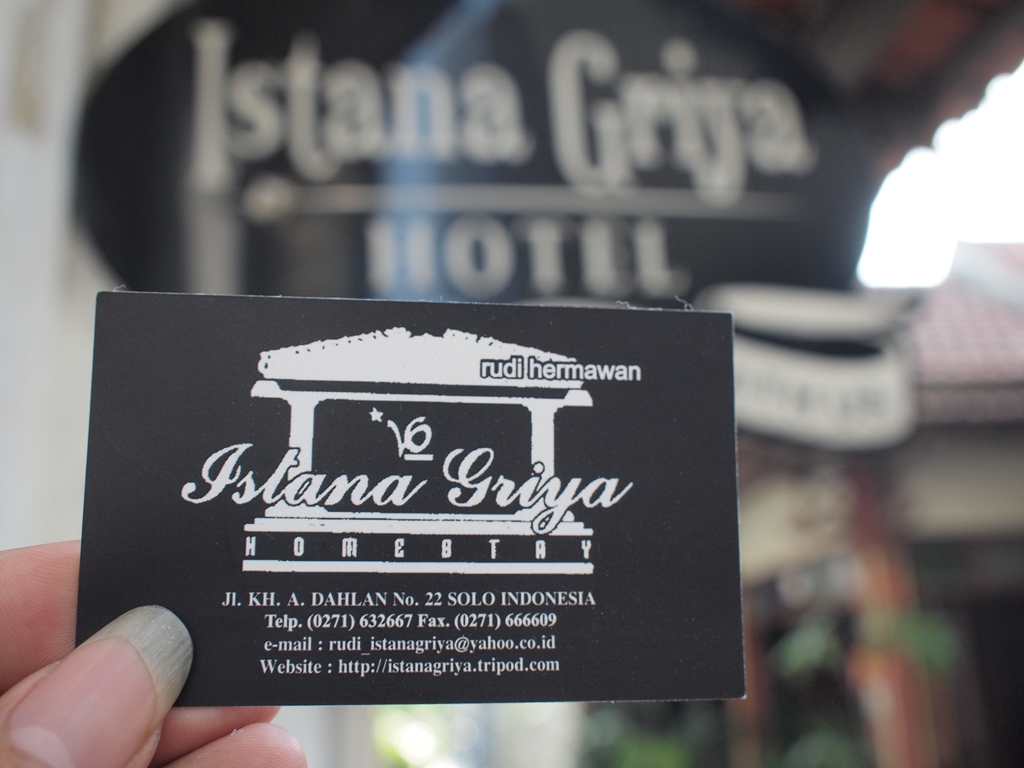 Istana Griya
HOTEL
rudi hermawan
Istana Griya
HOMESTAY
Jl. KH. A. DAHLAN No. 22 SOLO INDONESIA
Telp. (0271) 632667 Fax. (0271) 666609
e-mail : rudi_istanagriya@yahoo.co.id
Website : http://istanagriya.tripod.com